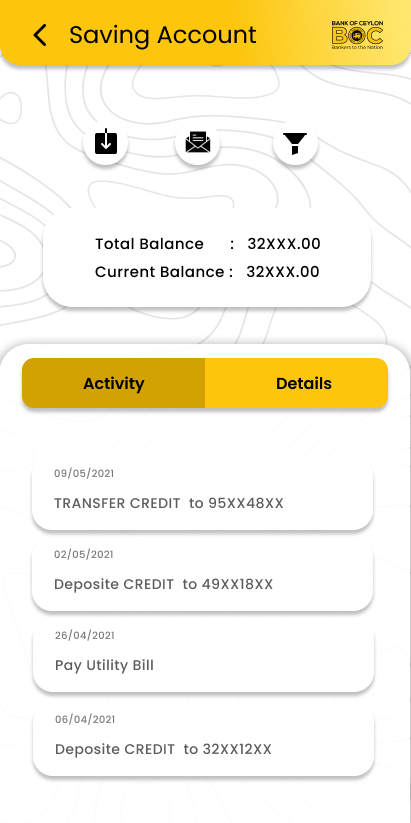 Saving Account
BANK OF CEYLON
BOC
Bankers to the Nation
Total Balance : 32XXX.00
Current Balance : 32XXX.00
Activity Details
09/05/2021
TRANSFER CREDIT to 95XX48XX
02/05/2021
Deposite CREDIT to 49XX18XX
26/04/2021
Pay Utility Bill
06/04/2021
Deposite CREDIT to 32XX12XX